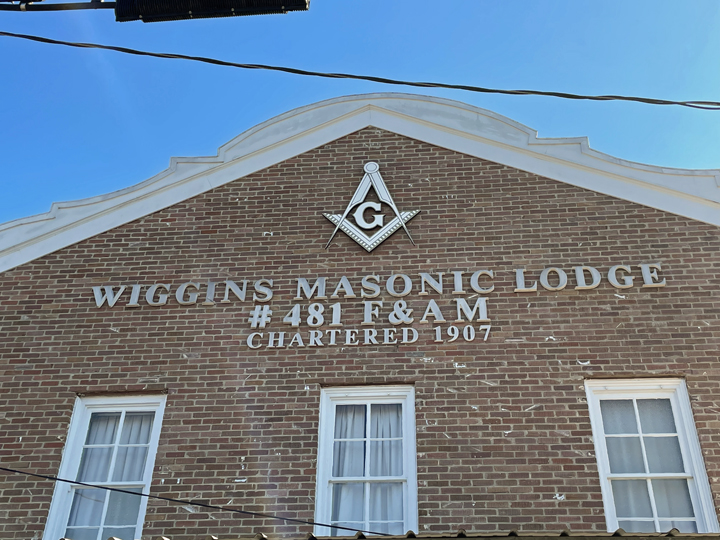 G
WIGGINS MASONIC LODGE
# 481 F&AM
CHARTERED 1907